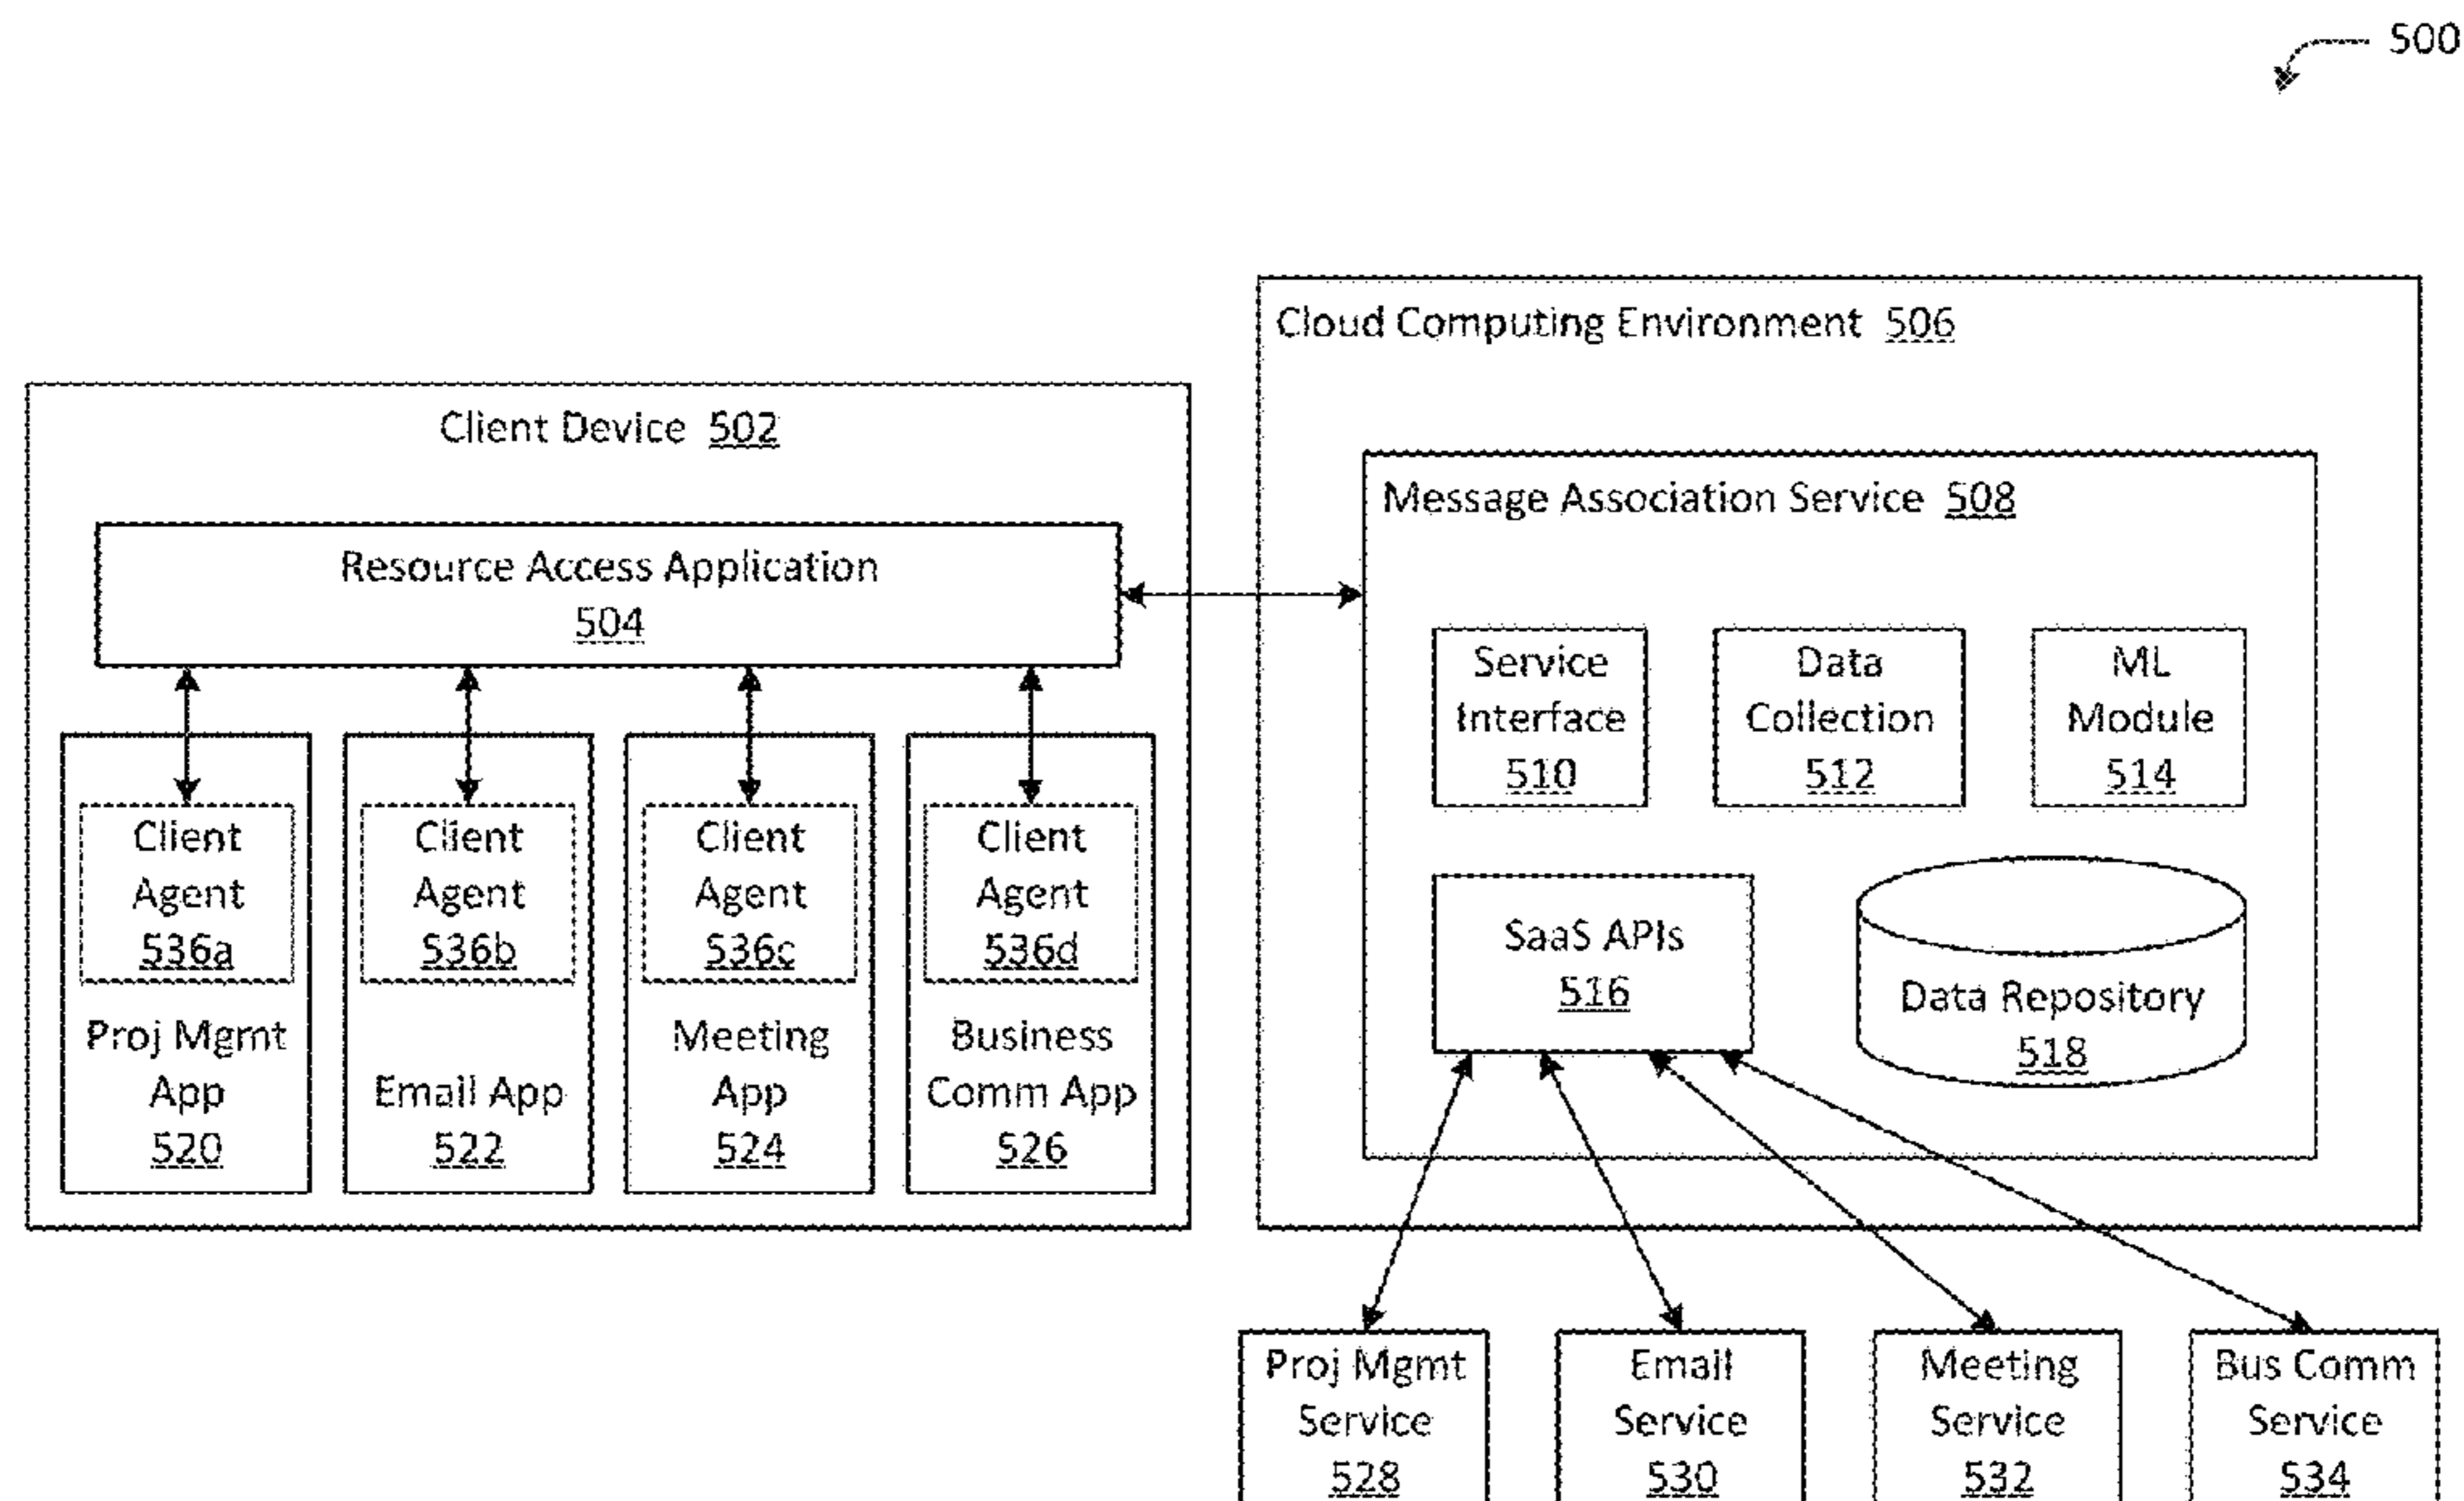 500
Cloud Computing Environment 506
Client Device 502
Message Association Service 508
Resource Access Application
504
Service
Interface
510
Data
Collection
512
ML
Module
514
Client
Agent
536a
Proj Mgmt
App
520
Client
Agent
536b
Email App
522
Client
Agent
536c
Meeting
App
524
Client
Agent
536d
Business
Comm App
526
SaaS APIs
516
Data Repository
518
Proj Mgmt
Service
528
Email
Service
530
Meeting
Service
532
Bus Comm
Service
534